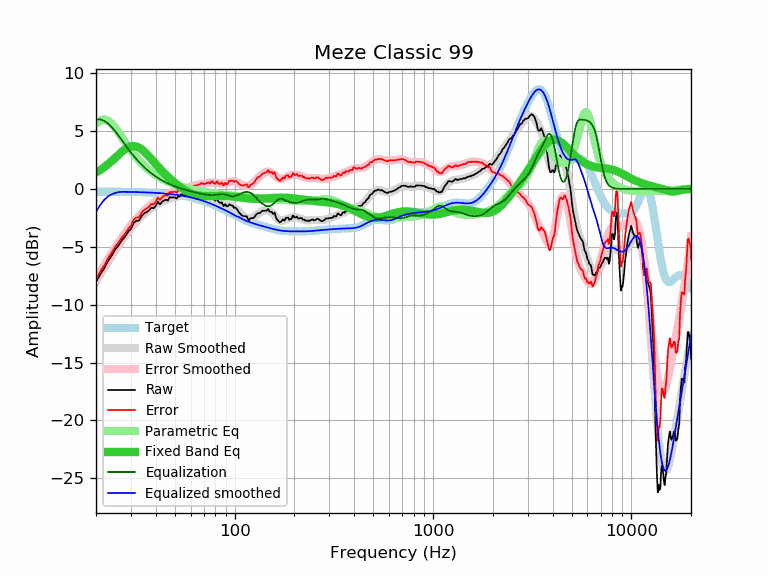 Meze Classic 99
10
5
0
−5
−10
−15
−20
−25
Amplitude (dBr)
Target
Raw Smoothed
Error Smoothed
Raw
Error
Parametric Eq
Fixed Band Eq
Equalization
Equalized smoothed
100
1000
10000
Frequency (Hz)